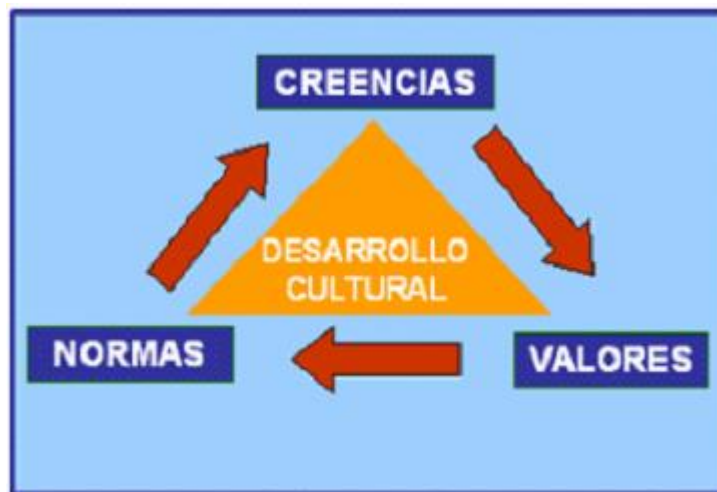 CREENCIAS
DESARROLLO
CULTURAL
NORMAS
VALORES